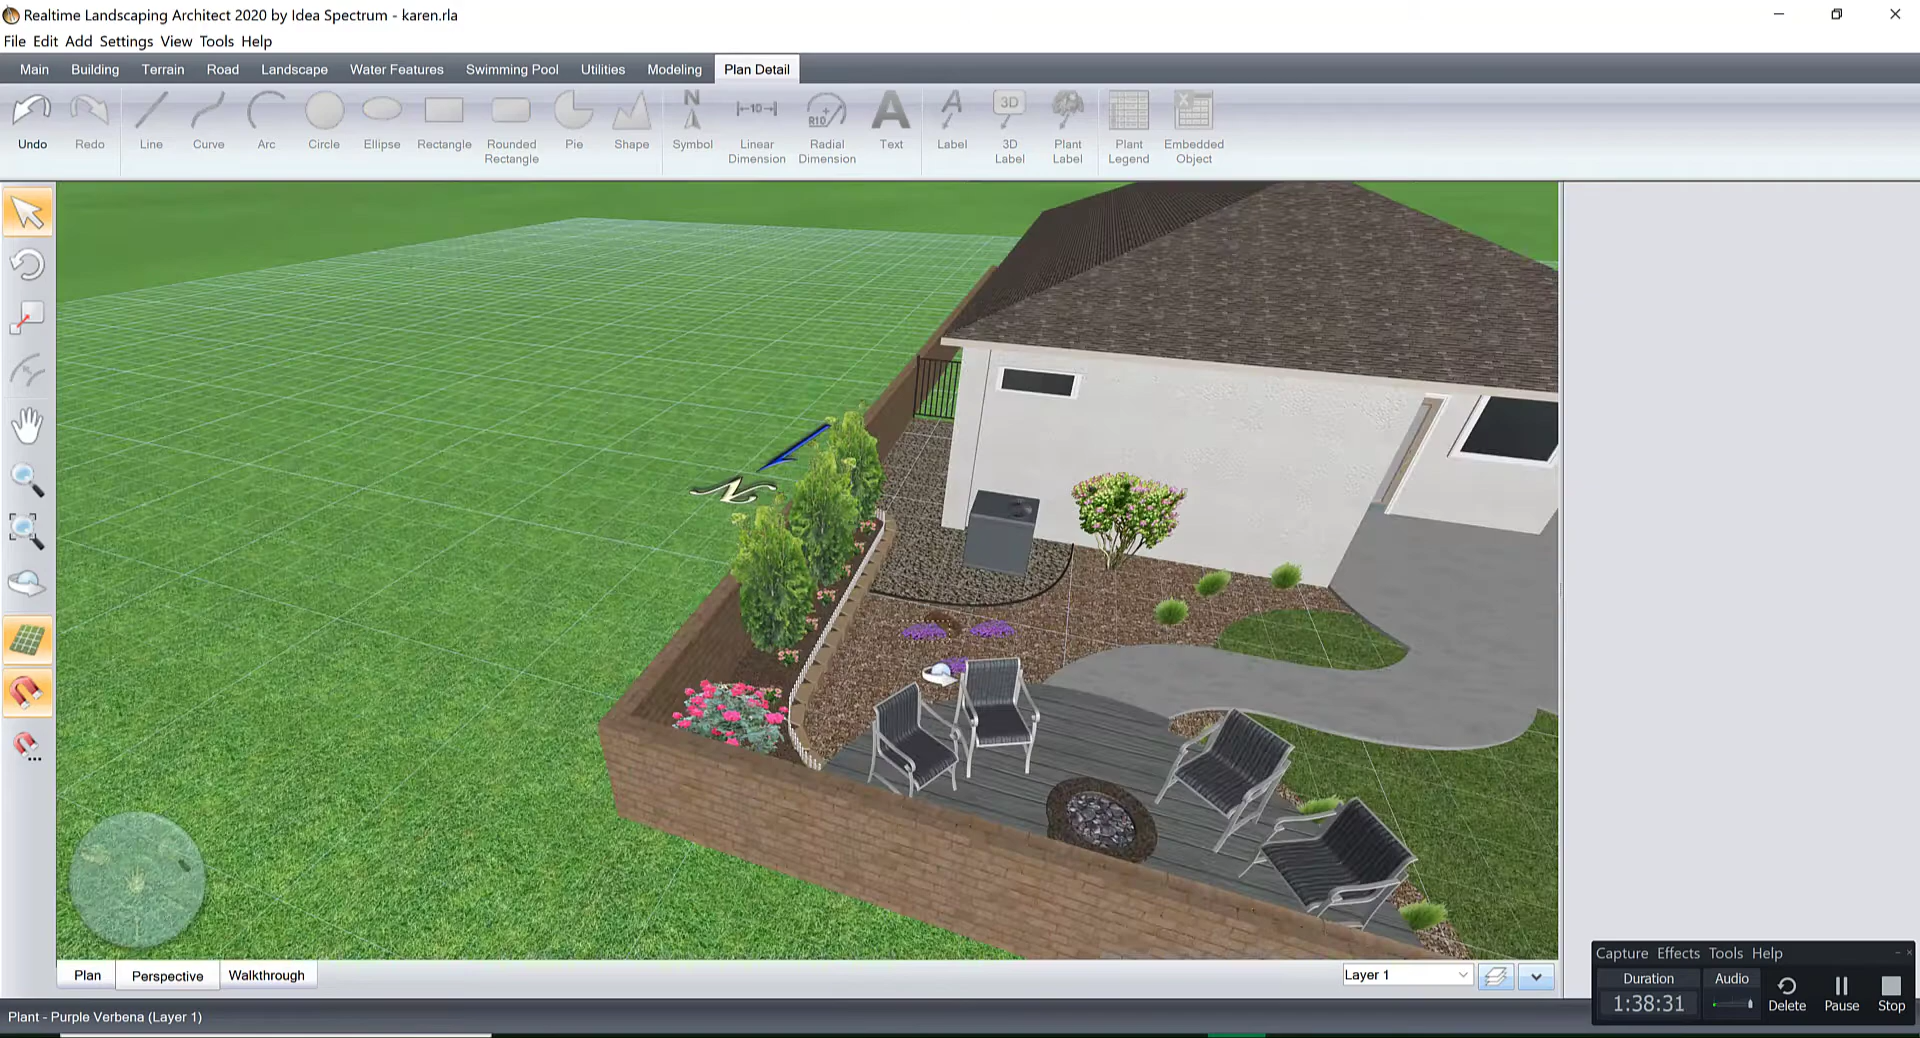 Realtime Landscaping Architect 2020 by Idea Spectrum - karen.rla
File Edit Add Settings View Tools Help
Main Building Terrain Road Landscape Water Features Swimming Pool Utilities Modeling Plan Detail
N |←10→| R10 A A 3D
Undo Redo Line Curve Arc Circle Ellipse Rectangle Rounded Rectangle Pie Shape Symbol Linear Dimension Radial Dimension Text Label 3D Label Plant Label Plant Legend Embedded Object
N
Plan Perspective Walkthrough
Layer 1
Plant - Purple Verbena (Layer 1)
Capture Effects Tools Help
Duration Audio
1:38:31 Delete Pause Stop